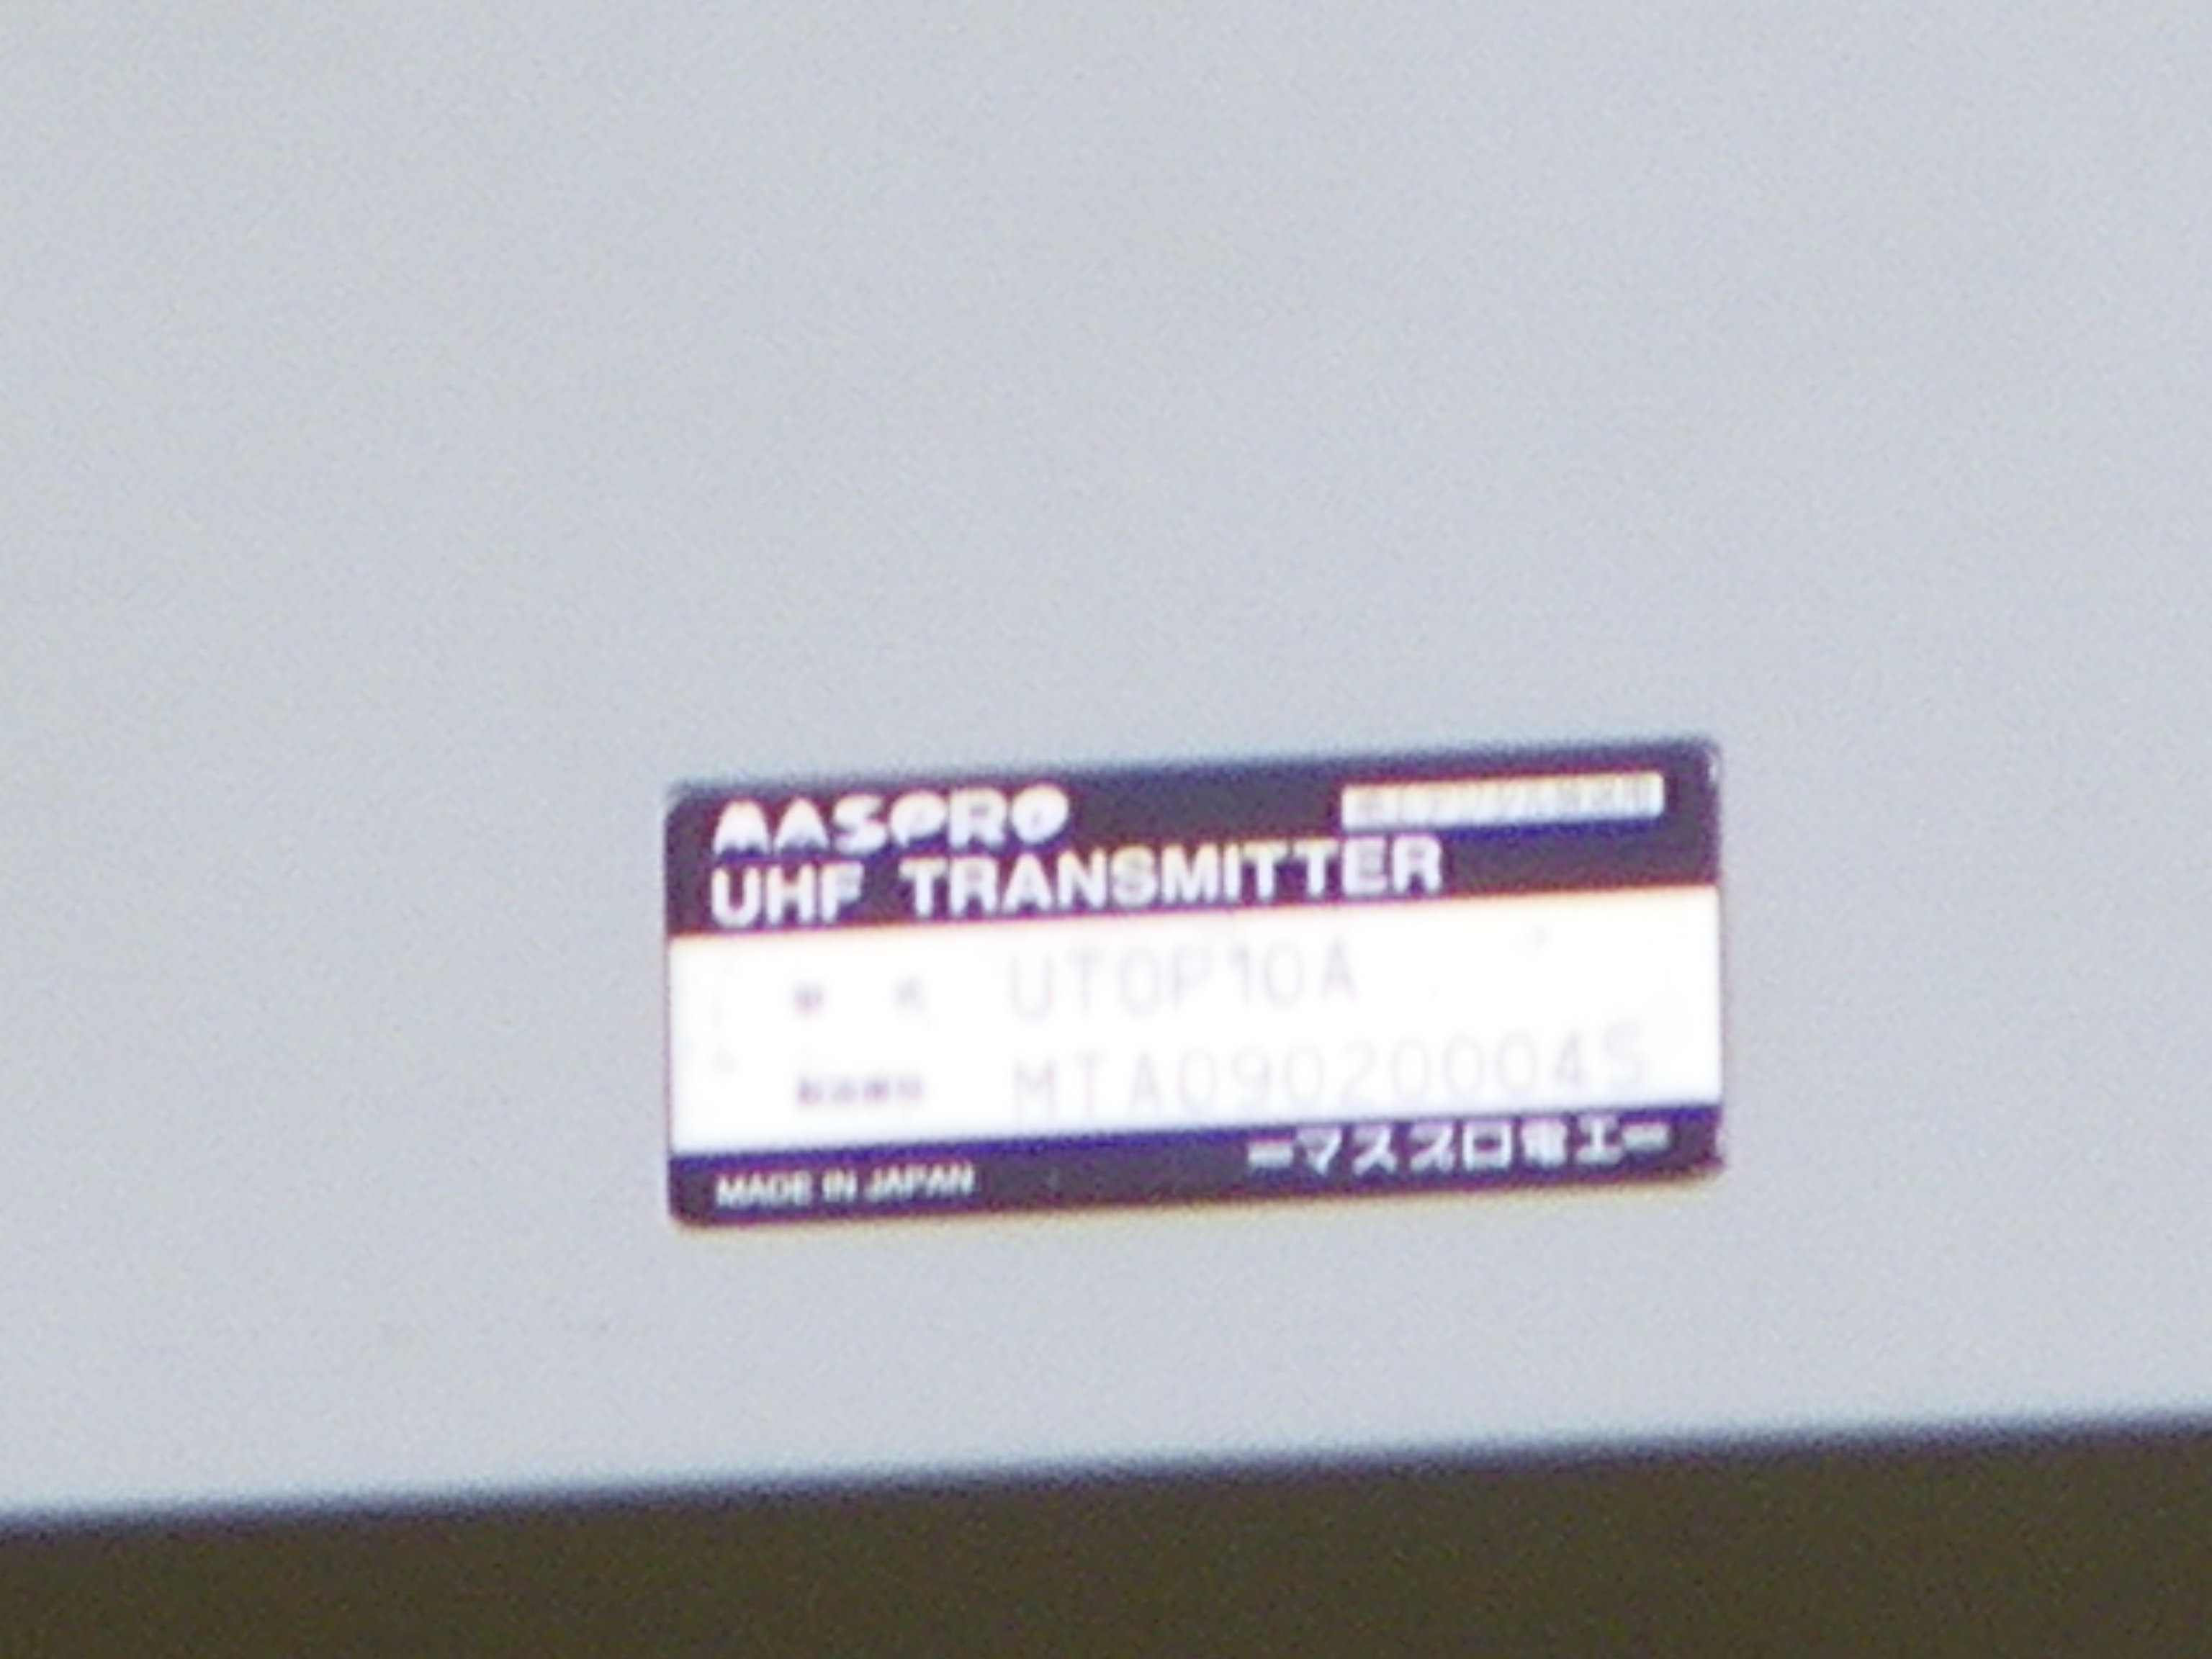 MASPRO
UHF TRANSMITTER
UTOP10A
MTA090200045
マスプロ電工
MADE IN JAPAN